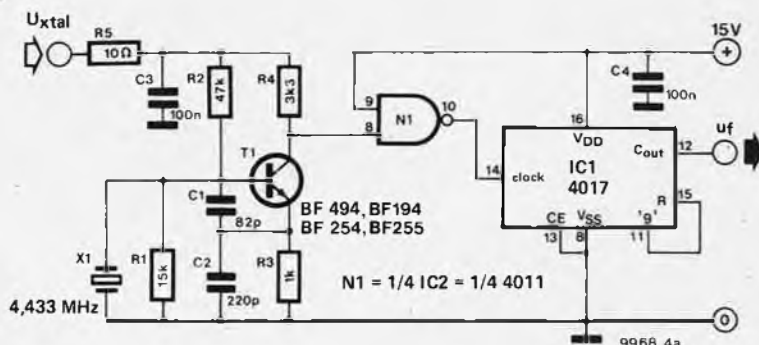 Uxtal
R5
10Ω
C3
100n
R2
47k
R4
3k3
9
8
N1
10
15V
+
C4
100n
16
VDD
14
clock
IC1
4017
Cout
12
uf
R
15
CE
13
VSS
8
'9'
11
T1
BF 494, BF194
BF 254, BF255
C1
82p
C2
220p
R3
1k
X1
R1
15k
4,433 MHz
N1 = 1/4 IC2 = 1/4 4011
0
9968 4a